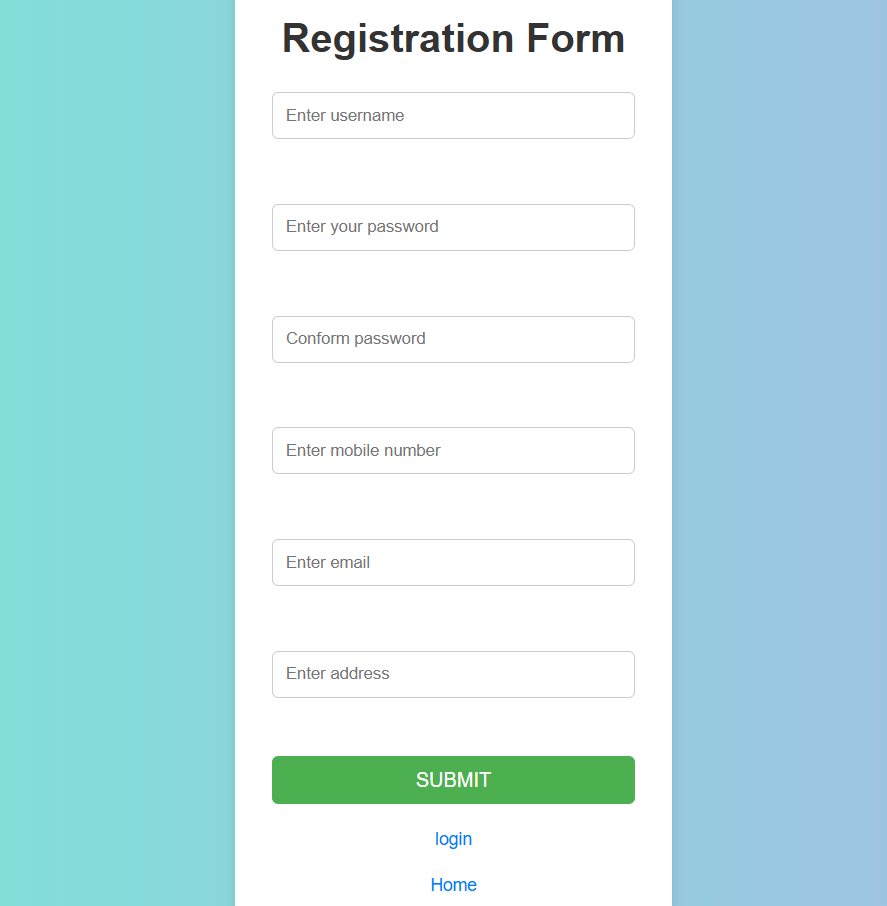 Registration Form
Enter username
Enter your password
Conform password
Enter mobile number
Enter email
Enter address
SUBMIT
login
Home